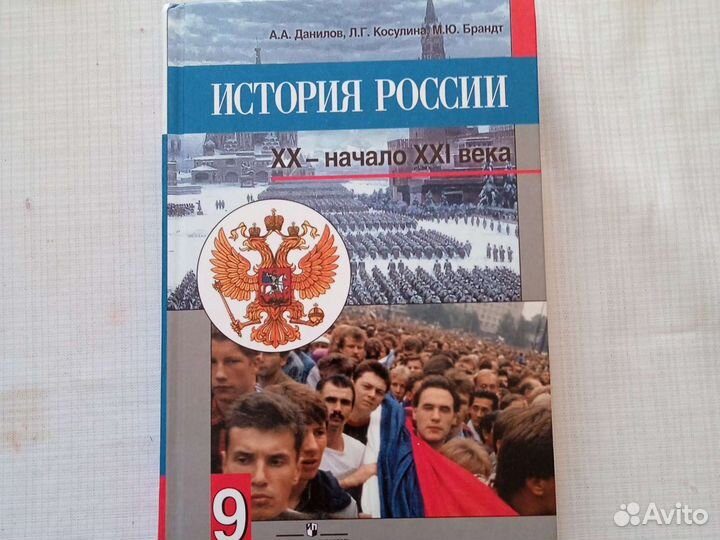 А.А. Данилов, Л.Г. Косулина, М.Ю. Брандт
ИСТОРИЯ РОССИИ
XX – начало XXI века
9
Avito